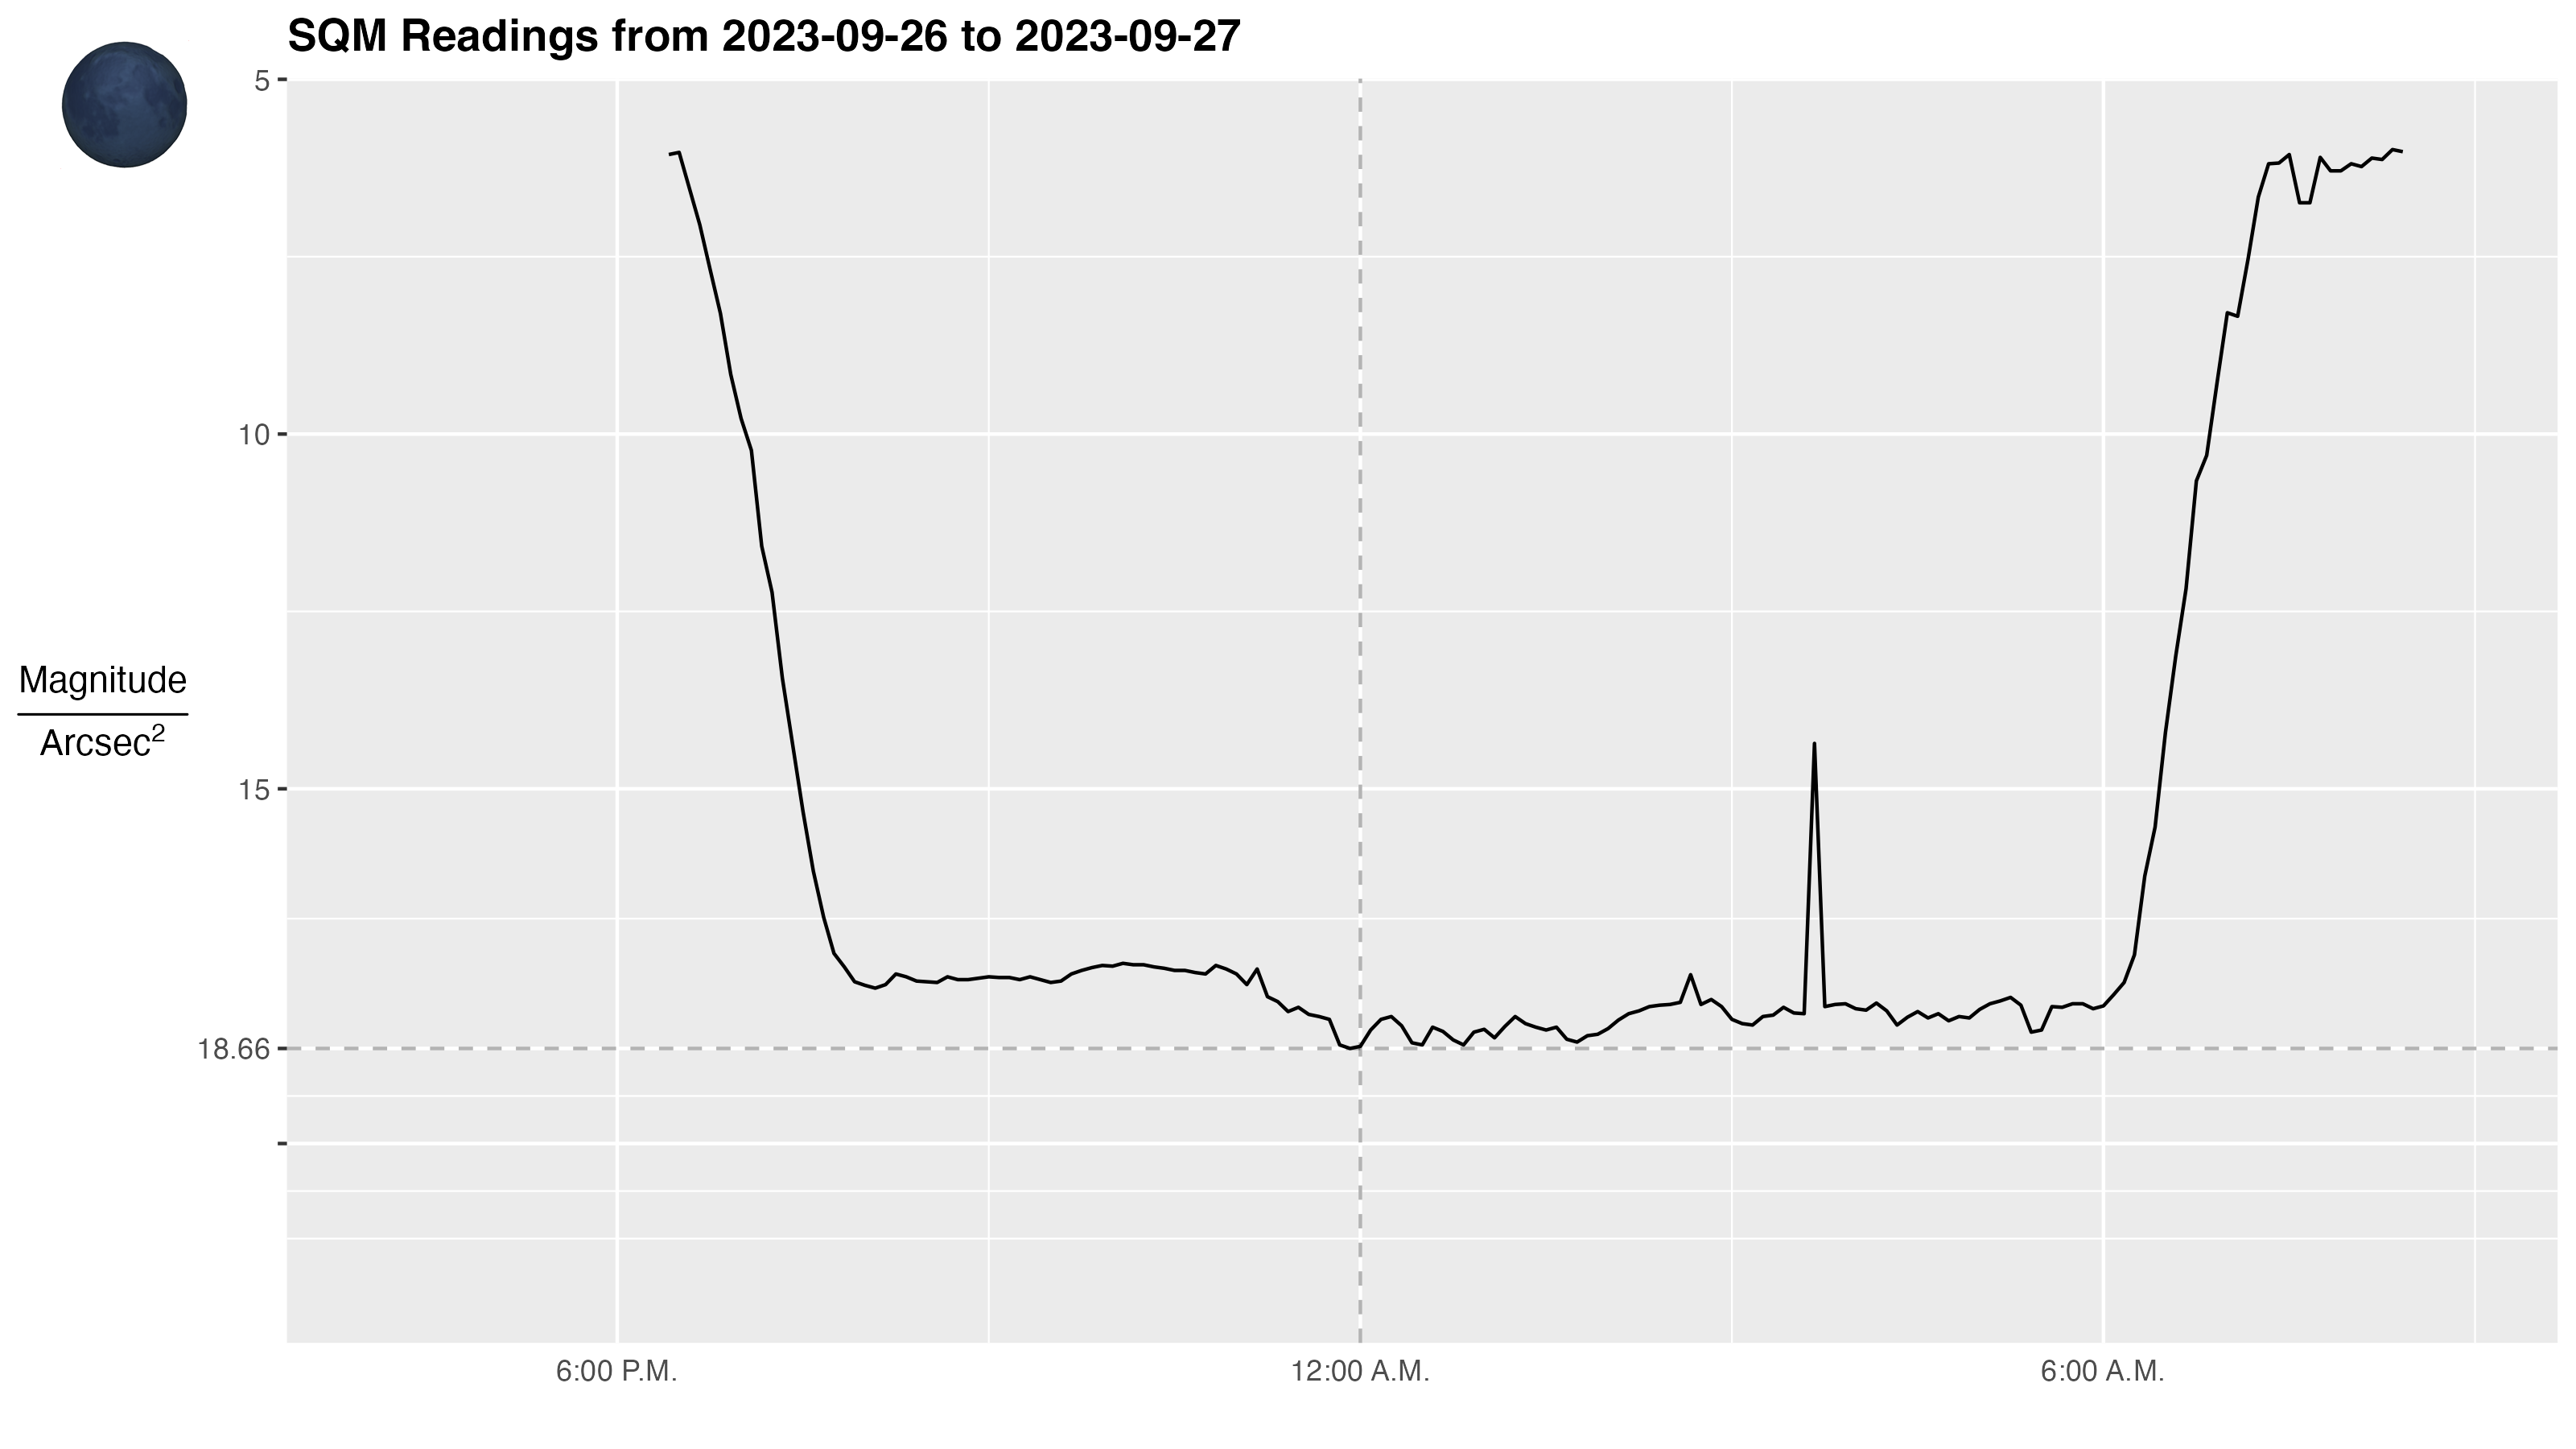 SQM Readings from 2023-09-26 to 2023-09-27
5
10
Magnitude
Arcsec²
15
18.66
6:00 P.M.
12:00 A.M.
6:00 A.M.